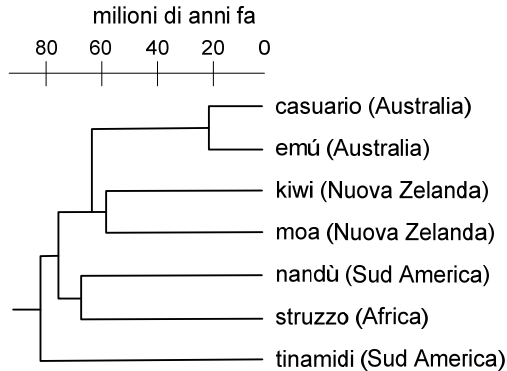 milioni di anni fa
80 60 40 20 0
casuario (Australia)
emú (Australia)
kiwi (Nuova Zelanda)
moa (Nuova Zelanda)
nandù (Sud America)
struzzo (Africa)
tinamidi (Sud America)